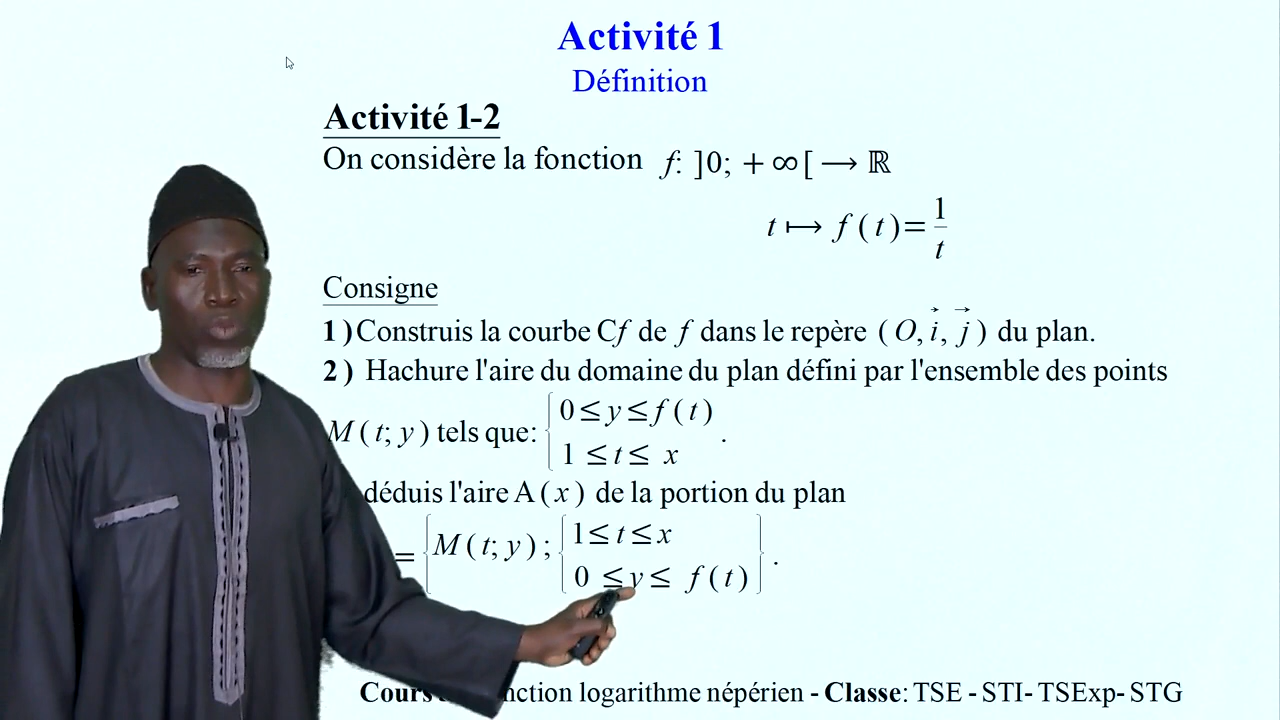 Activité 1
Définition
Activité 1-2
On considère la fonction f: ]0; +∞[ ⟶ ℝ
t ⟼ f(t)=1/t
Consigne
1 ) Construis la courbe Cf de f dans le repère (O, i⃗, j⃗) du plan.
2 ) Hachure l'aire du domaine du plan défini par l'ensemble des points
M(t; y) tels que: { 0≤y≤f(t)
1 ≤t≤ x .
déduis l'aire A(x) de la portion du plan
= { M(t; y); { 1≤t≤x
0 ≤y≤ f(t) } .
Cours fonction logarithme népérien - Classe: TSE - STI- TSExp- STG